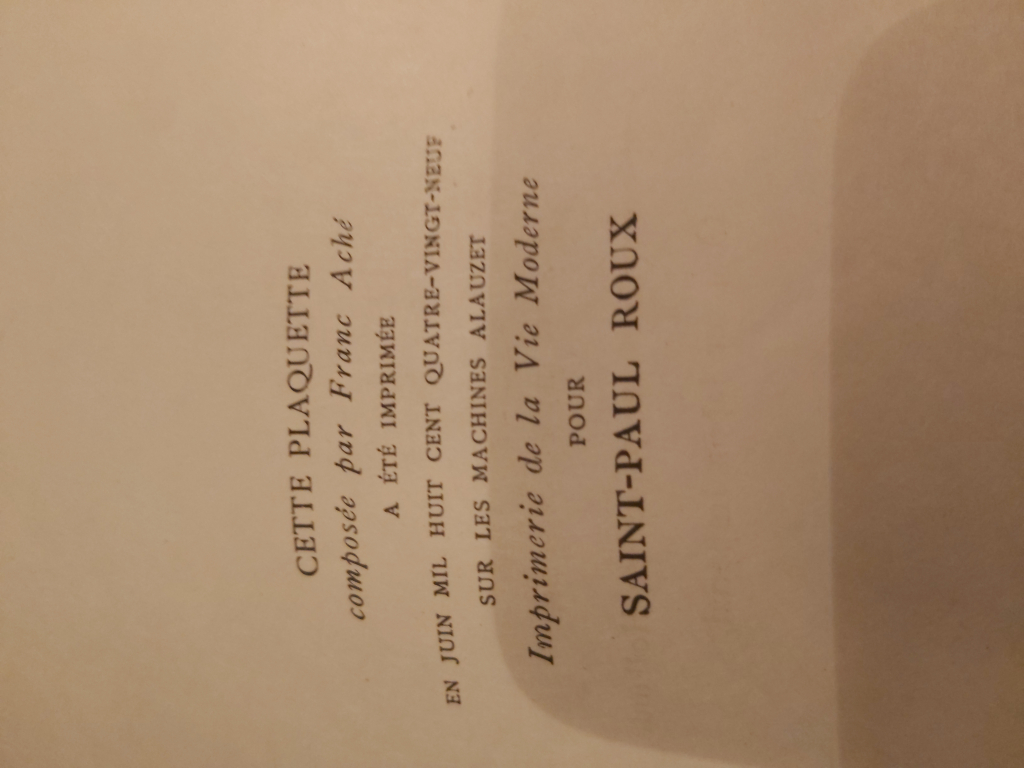 CETTE PLAQUETTE
composée par Franc Aché
A ÉTÉ IMPRIMÉE
EN JUIN MIL HUIT CENT QUATRE-VINGT-NEUF
SUR LES MACHINES ALAUZET
Imprimerie de la Vie Moderne
POUR
SAINT-PAUL ROUX